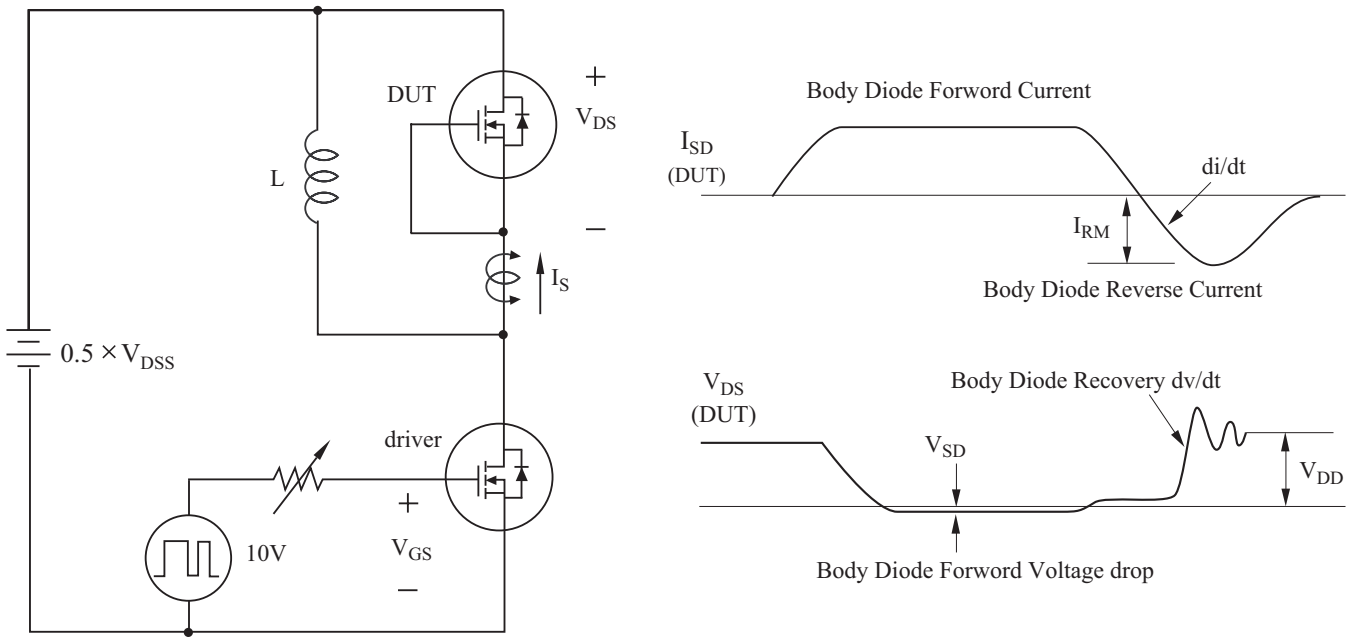 DUT
+
V_DS
−
L
I_S
0.5 × V_DSS
driver
+
V_GS
−
10V
Body Diode Forword Current
I_SD
(DUT)
di/dt
I_RM
Body Diode Reverse Current
Body Diode Recovery dv/dt
V_DS
(DUT)
V_SD
V_DD
Body Diode Forword Voltage drop